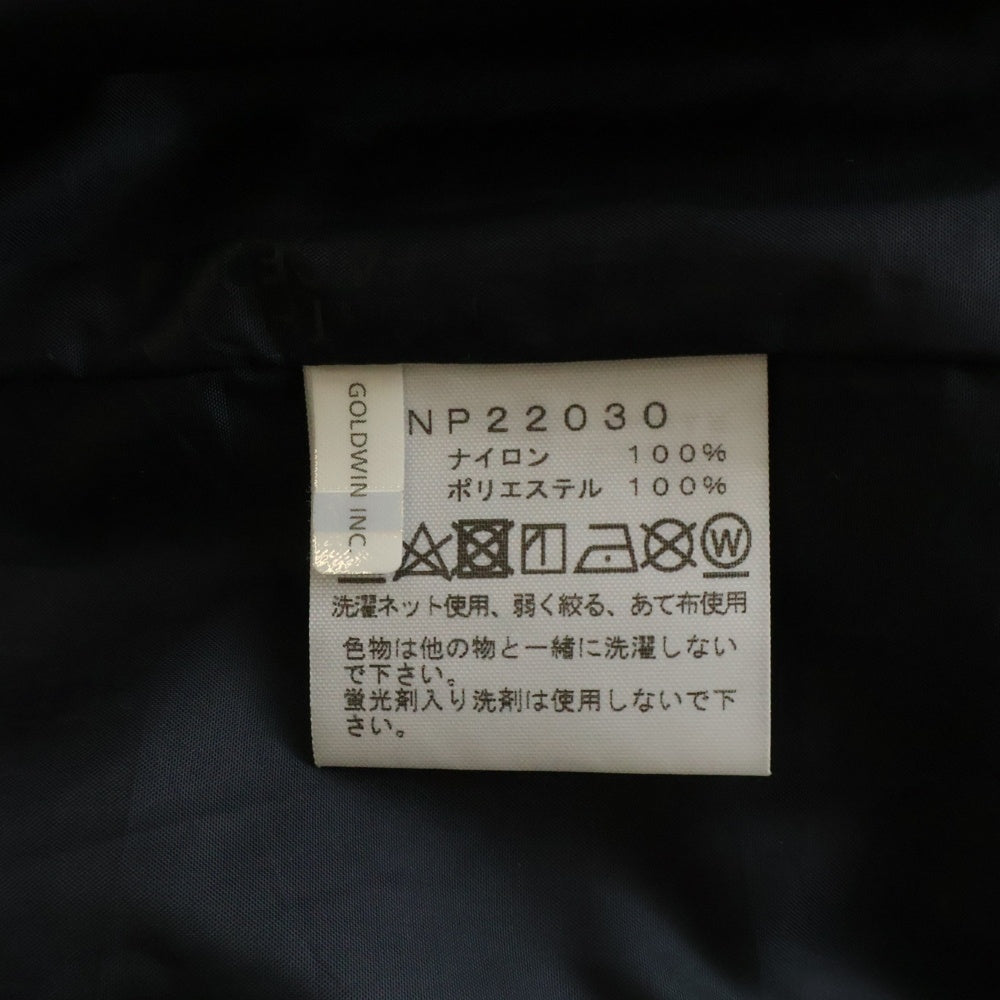 GOLDWIN INC.
NP22030
ナイロン 100%
ポリエステル 100%
W
洗濯ネット使用、弱く絞る、あて布使用
色物は他の物と一緒に洗濯しない
で下さい。
蛍光剤入り洗剤は使用しないで下
さい。